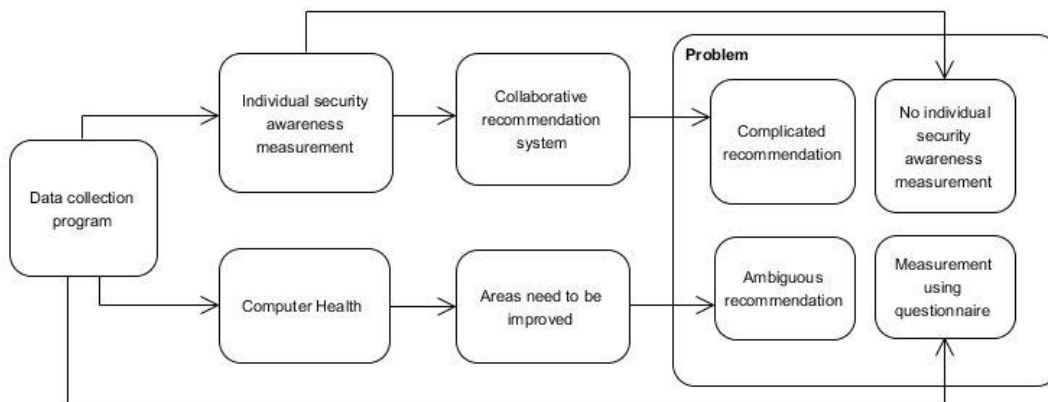 Problem
Individual security
awareness
measurement
Collaborative
recommendation
system
Complicated
recommendation
No individual
security
awareness
measurement
Data collection
program
Computer Health
Areas need to be
improved
Ambiguous
recommendation
Measurement
using
questionnaire